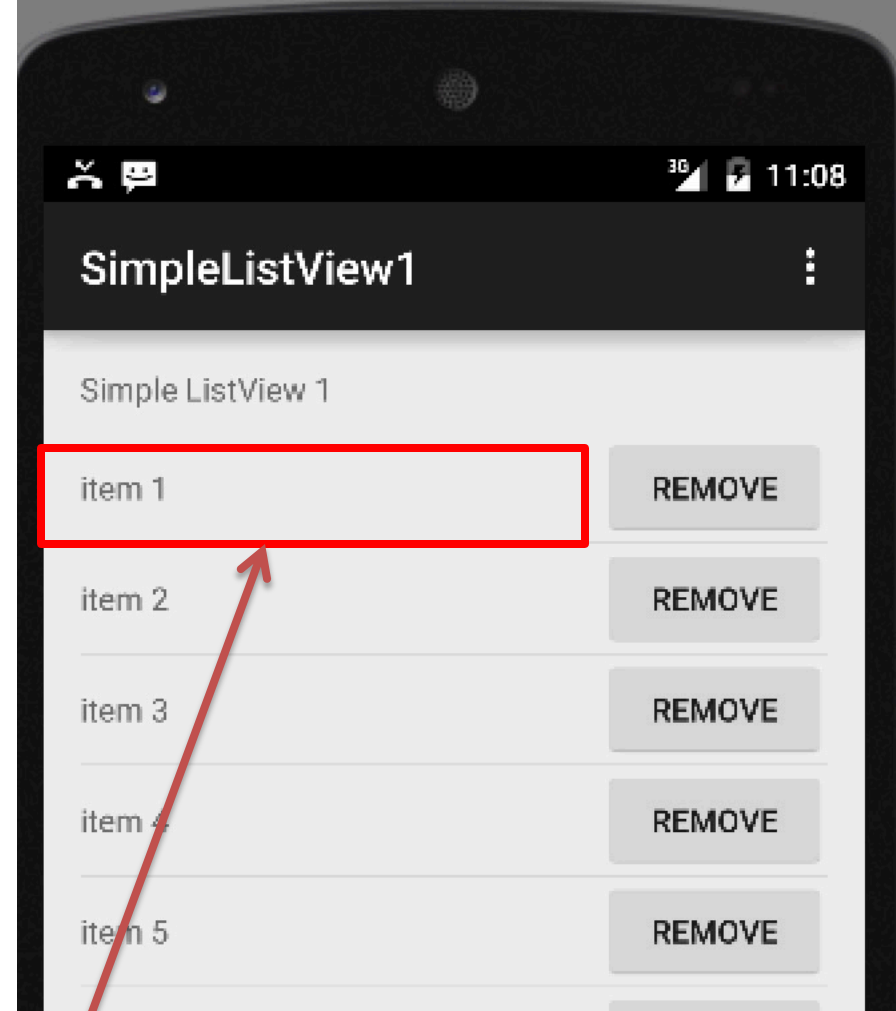 3G 11:08
SimpleListView1
Simple ListView 1
item 1 REMOVE
item 2 REMOVE
item 3 REMOVE
item 4 REMOVE
item 5 REMOVE